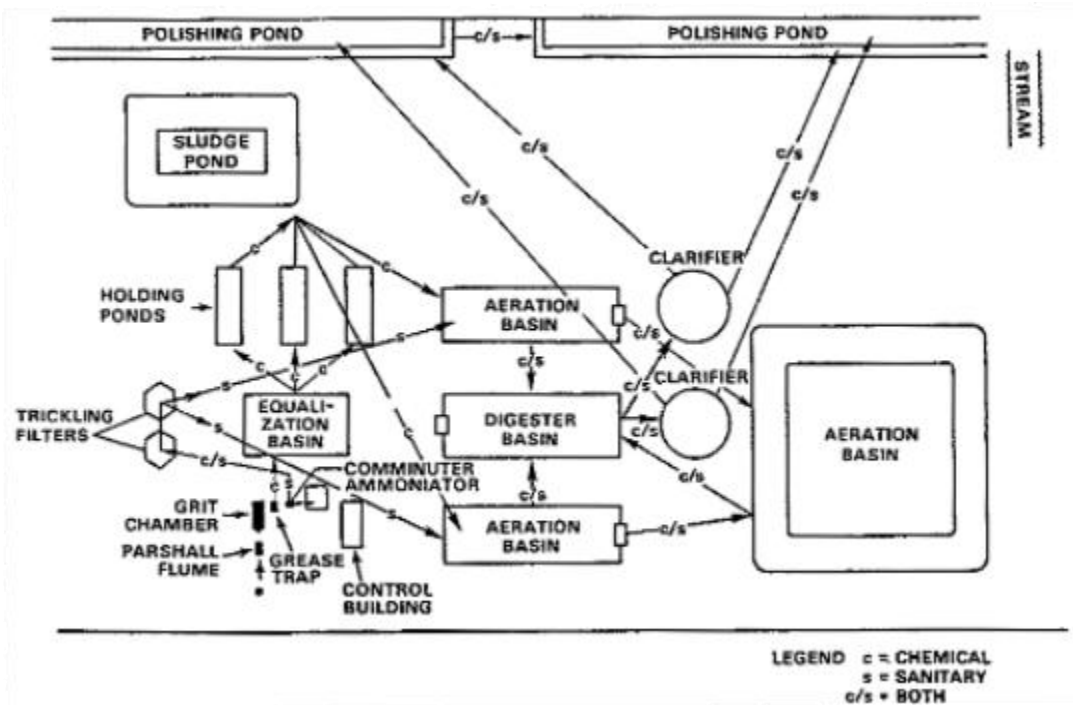 POLISHING POND
c/s
POLISHING POND
STREAM
SLUDGE
POND
c/s
c/s
c/s
c/s
c
c
CLARIFIER
HOLDING
PONDS
AERATION
BASIN
s
c/s
c
c
c
c/s
c/s
CLARIFIER
TRICKLING
FILTERS
EQUALI-
ZATION
BASIN
DIGESTER
BASIN
c/s
AERATION
BASIN
s
c
c/s
s
c
COMMINUTER
AMMONIATOR
c/s
c/s
GRIT
CHAMBER
s
AERATION
BASIN
c/s
PARSHALL
FLUME
GREASE
TRAP
CONTROL
BUILDING
LEGEND c = CHEMICAL
s = SANITARY
c/s = BOTH